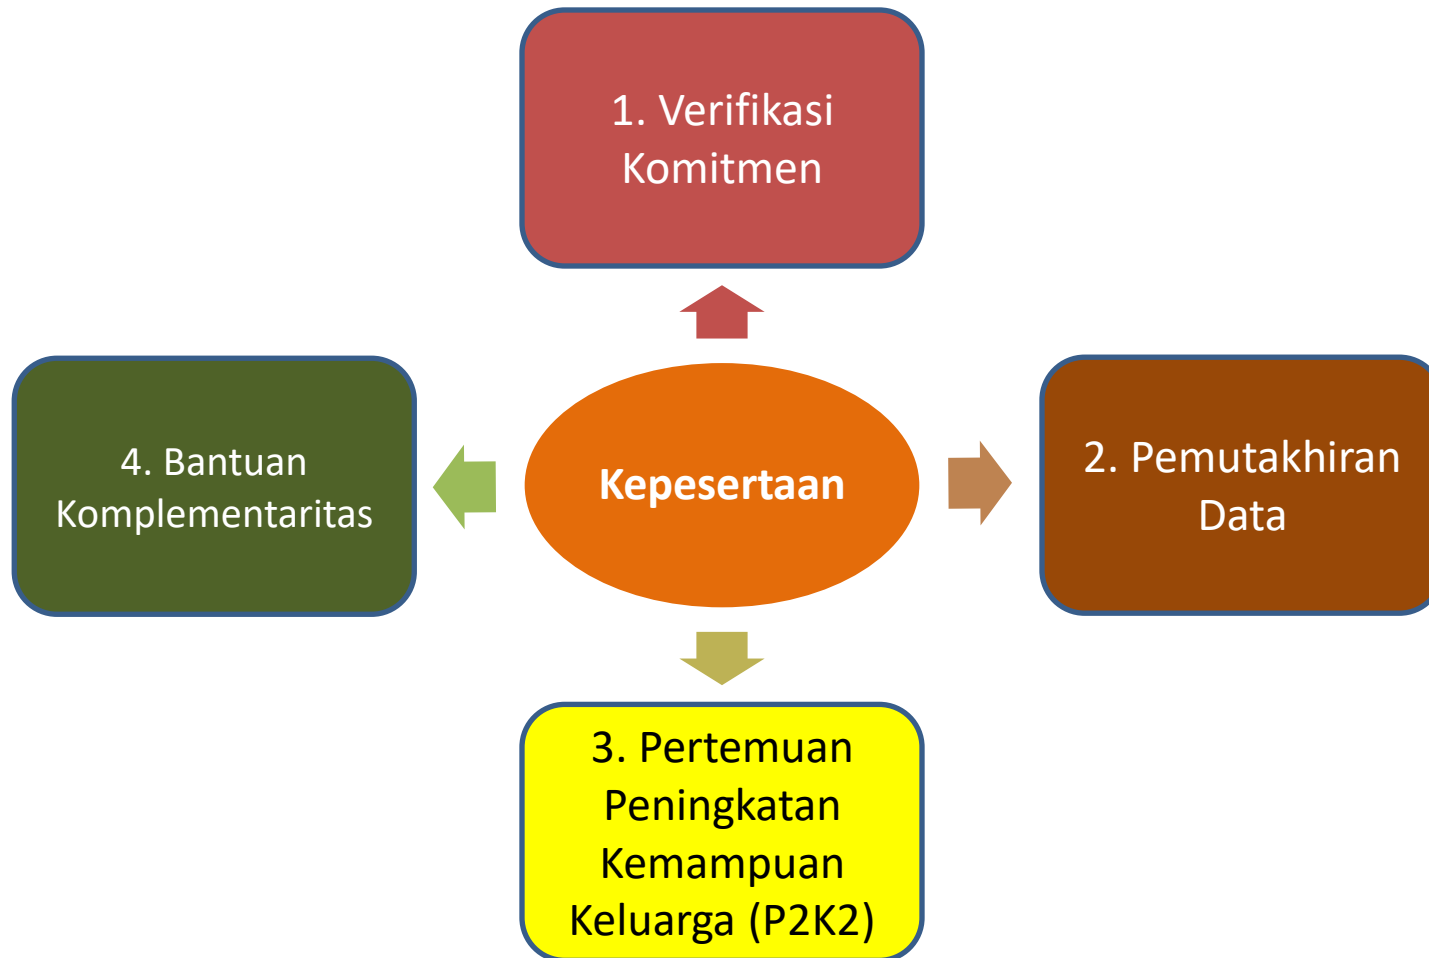 1. Verifikasi
Komitmen
4. Bantuan
Komplementaritas
Kepesertaan
2. Pemutakhiran
Data
3. Pertemuan
Peningkatan
Kemampuan
Keluarga (P2K2)